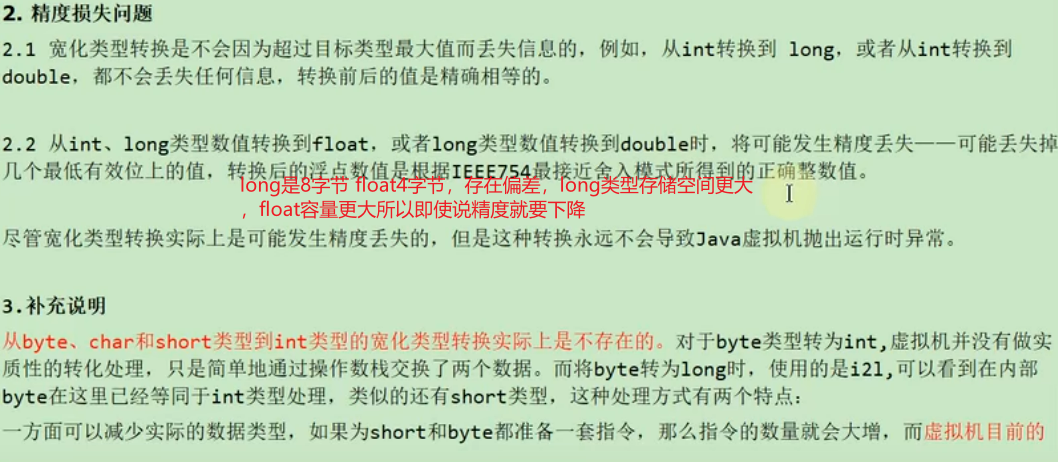 2. 精度损失问题
2.1 宽化类型转换是不会因为超过目标类型最大值而丢失信息的，例如，从int转换到 long，或者从int转换到
double，都不会丢失任何信息，转换前后的值是精确相等的。
2.2 从int、long类型数值转换到float，或者long类型数值转换到double时，将可能发生精度丢失——可能丢失掉
几个最低有效位上的值，转换后的浮点数值是根据IEEE754最接近舍入模式所得到的正确整数值。
long是8字节 float4字节，存在偏差，long类型存储空间更大
，float容量更大所以即使说精度就要下降
尽管宽化类型转换实际上是可能发生精度丢失的，但是这种转换永远不会导致Java虚拟机抛出运行时异常。
3.补充说明
从byte、char和short类型到int类型的宽化类型转换实际上是不存在的。对于byte类型转为int,虚拟机并没有做实
质性的转化处理，只是简单地通过操作数栈交换了两个数据。而将byte转为long时，使用的是i2l,可以看到在内部
byte在这里已经等同于int类型处理，类似的还有short类型，这种处理方式有两个特点：
一方面可以减少实际的数据类型，如果为short和byte都准备一套指令，那么指令的数量就会大增，而虚拟机目前的